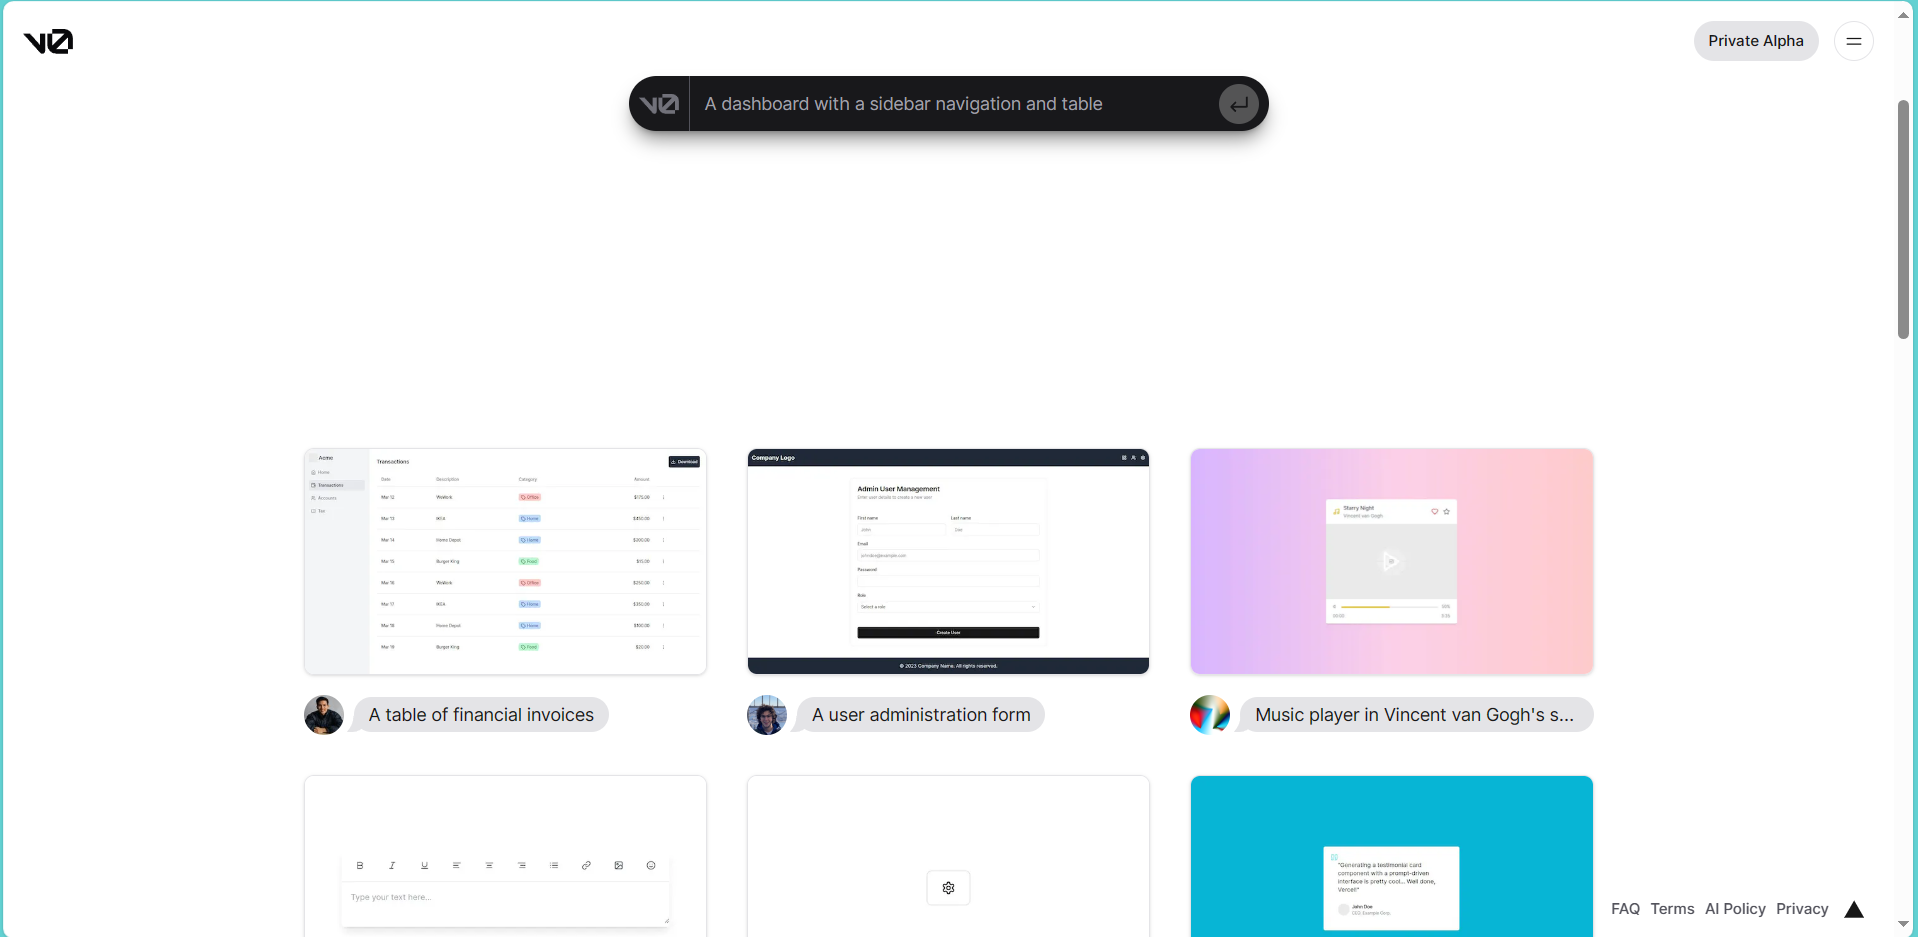 v0
Private Alpha
v0
A dashboard with a sidebar navigation and table
Acme
Home
Transactions
Accounts
Tax
Transactions
Download
Date Description Category Amount
Mar 12 WeWork Office $175.00
Mar 13 IKEA Home $450.00
Mar 14 Home Depot Home $200.00
Mar 15 Burger King Food $15.00
Mar 16 WeWork Office $250.00
Mar 17 IKEA Home $350.00
Mar 18 Home Depot Home $100.00
Mar 19 Burger King Food $20.00
Company Logo
Admin User Management
Enter user details to create a new user
First name Last name
John Doe
Email
johndoe@example.com
Password
Role
Select a role
Create User
© 2023 Company Name. All rights reserved.
Starry Night
Vincent van Gogh
00:00
A table of financial invoices
A user administration form
Music player in Vincent van Gogh's s...
B I U
Type your text here...
"Generating a testimonial card
component with a prompt-driven
interface is pretty cool... Well done,
Vercel!"
John Doe
CEO, Example Corp.
FAQ Terms AI Policy Privacy